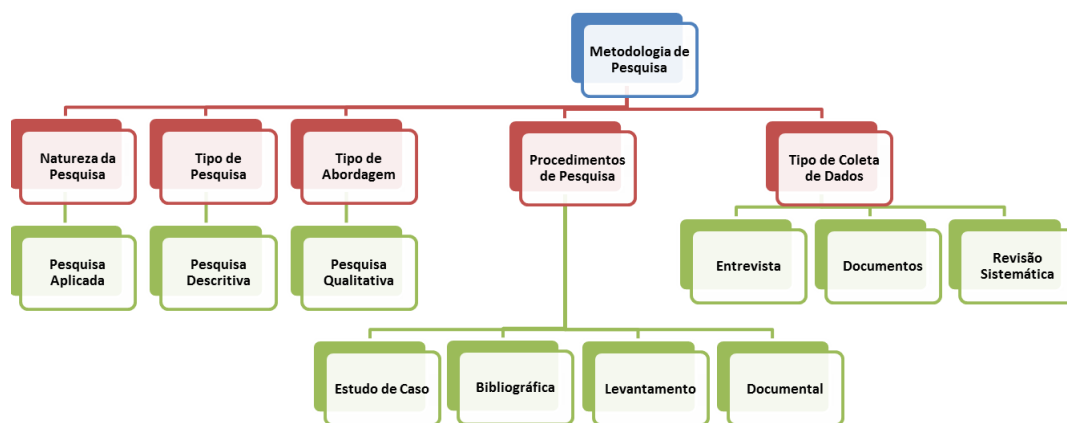 Metodologia de
Pesquisa
Natureza da
Pesquisa
Tipo de
Pesquisa
Tipo de
Abordagem
Procedimentos
de Pesquisa
Tipo de Coleta
de Dados
Pesquisa
Aplicada
Pesquisa
Descritiva
Pesquisa
Qualitativa
Entrevista
Documentos
Revisão
Sistemática
Estudo de Caso
Bibliográfica
Levantamento
Documental